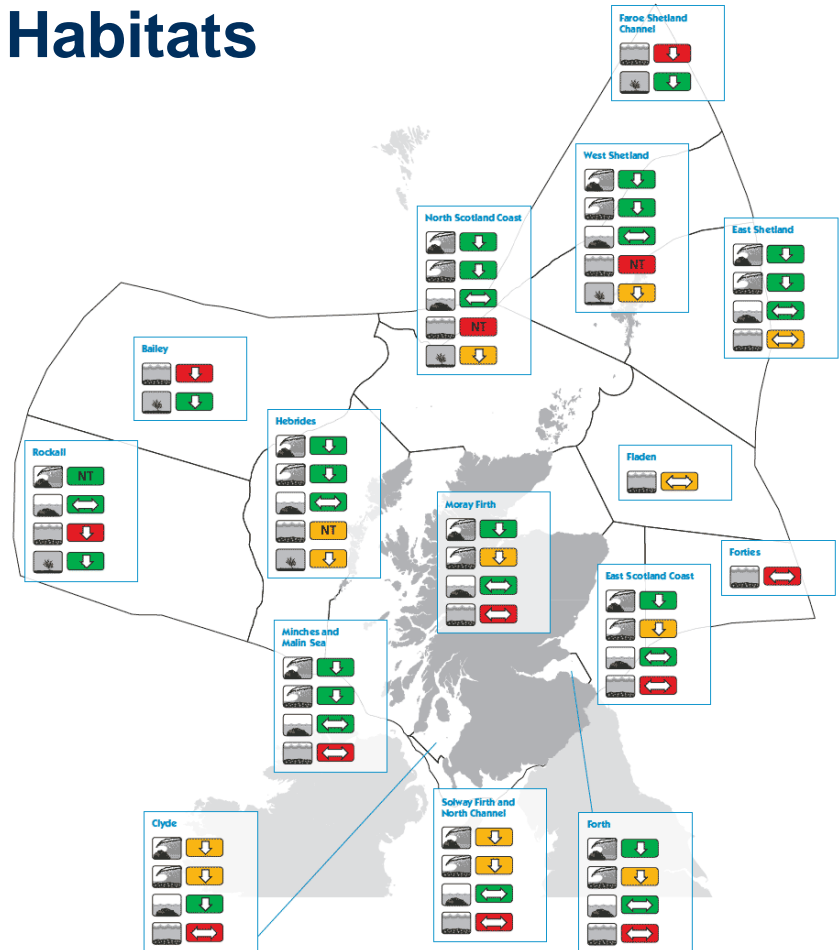 Habitats
Faroe Shetland
Channel
West Shetland
NT
North Scotland Coast
NT
East Shetland
Bailey
Hebrides
NT
Rockall
NT
Fladen
Moray Firth
Forties
East Scotland Coast
Minches and
Malin Sea
Solway Firth and
North Channel
Clyde
Forth